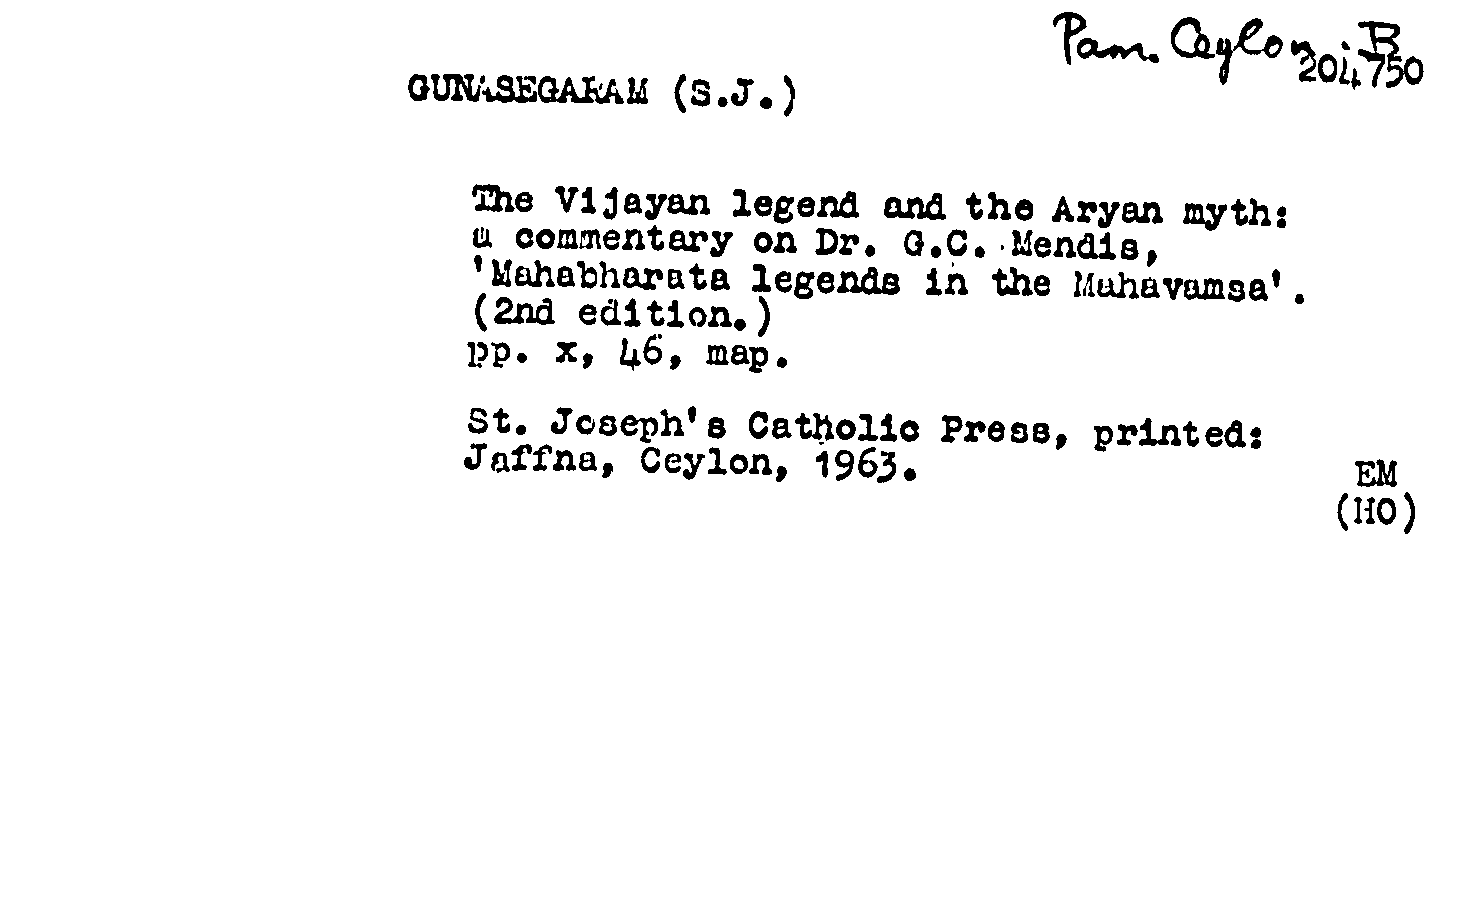 Pam. Ceylon. B
204750
GUNASEGARAM (S.J.)
The Vijayan legend and the Aryan myth:
a commentary on Dr. G.C. Mendis,
'Mahabharata legends in the Mahavamsa'.
(2nd edition.)
pp. x, 46, map.
St. Joseph's Catholic Press, printed:
Jaffna, Ceylon, 1963.
EM
(HO)